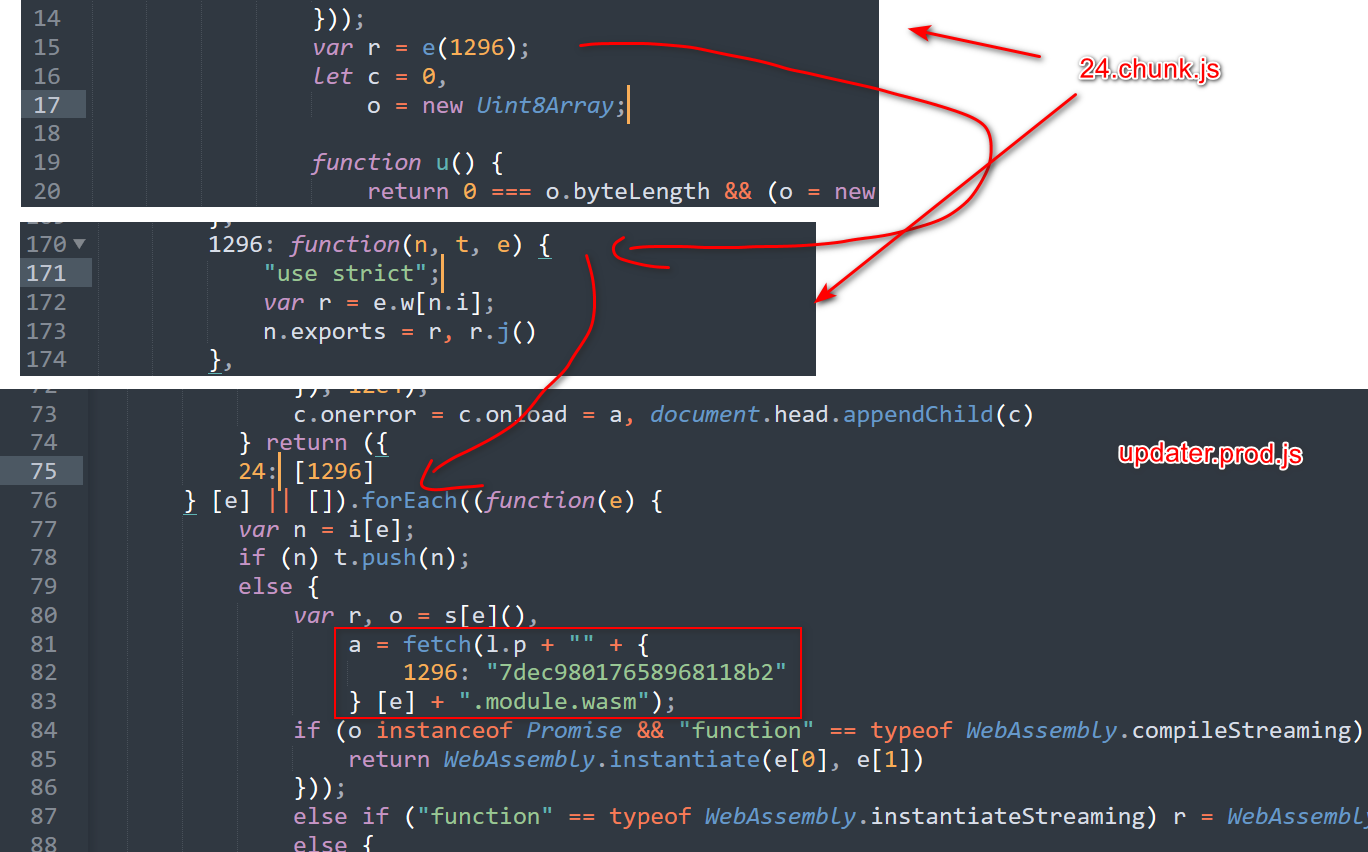 14 }));
15 var r = e(1296);
16 let c = 0,
17 o = new Uint8Array;
18
19 function u() {
20 return 0 === o.byteLength && (o = new
24.chunk.js
170 1296: function(n, t, e) {
171 "use strict";
172 var r = e.w[n.i];
173 n.exports = r, r.j()
174 },
73 c.onerror = c.onload = a, document.head.appendChild(c)
74 } return ({
75 24: [1296]
76 } [e] || []).forEach((function(e) {
77 var n = i[e];
78 if (n) t.push(n);
79 else {
80 var r, o = s[e](),
81 a = fetch(l.p + "" + {
82 1296: "7dec98017658968118b2"
83 } [e] + ".module.wasm");
84 if (o instanceof Promise && "function" == typeof WebAssembly.compileStreaming)
85 return WebAssembly.instantiate(e[0], e[1])
86 }));
87 else if ("function" == typeof WebAssembly.instantiateStreaming) r = WebAssembly
88 else {
updater.prod.js